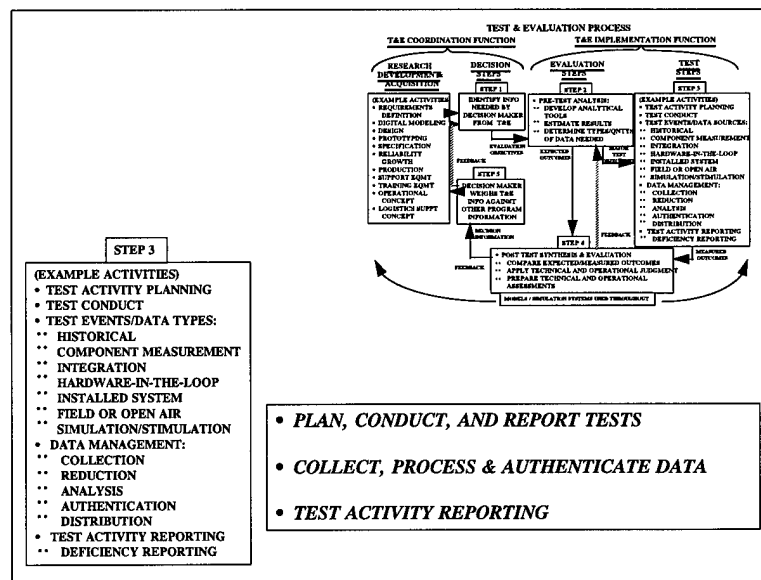 TEST & EVALUATION PROCESS
T&E COORDINATION FUNCTION
T&E IMPLEMENTATION FUNCTION
RESEARCH
DEVELOPMENT &
ACQUISITION
(EXAMPLE ACTIVITIES)
• REQUIREMENTS
DEFINITION
• DIGITAL MODELING
• DESIGN
• PROTOTYPING
• SPECIFICATION
• RELIABILITY
GROWTH
• PRODUCTION
• SUPPORT EQMT
• TRAINING EQMT
• OPERATIONAL
CONCEPT
• LOGISTICS SUPPT
CONCEPT
DECISION
STEPS
STEP 1
IDENTIFY INFO
NEEDED BY
DECISION MAKER
FROM T&E
EVALUATION
OBJECTIVES
FEEDBACK
STEP 5
DECISION MAKER
WEIGHS T&E
INFO AGAINST
OTHER PROGRAM
INFORMATION
DECISION
INFORMATION
FEEDBACK
EVALUATION
STEPS
STEP 2
• PRE-TEST ANALYSIS:
•• DEVELOP ANALYTICAL
TOOLS
•• ESTIMATE RESULTS
•• DETERMINE TYPES/QNTY
OF DATA NEEDED
EXPECTED
OUTCOMES
MAJOR
TEST
FEEDBACK
STEP 4
• POST TEST SYNTHESIS & EVALUATION
•• COMPARE EXPECTED/MEASURED OUTCOMES
•• APPLY TECHNICAL AND OPERATIONAL JUDGMENT
•• PREPARE TECHNICAL AND OPERATIONAL
ASSESSMENTS
MODELS / SIMULATION SYSTEMS USED THROUGHOUT
TEST
STEPS
STEP 3
(EXAMPLE ACTIVITIES)
• TEST ACTIVITY PLANNING
• TEST CONDUCT
• TEST EVENTS/DATA SOURCES:
•• HISTORICAL
•• COMPONENT MEASUREMENT
•• INTEGRATION
•• HARDWARE-IN-THE-LOOP
•• INSTALLED SYSTEM
•• FIELD OR OPEN AIR
•• SIMULATION/STIMULATION
• DATA MANAGEMENT:
•• COLLECTION
•• REDUCTION
•• ANALYSIS
•• AUTHENTICATION
•• DISTRIBUTION
• TEST ACTIVITY REPORTING
•• DEFICIENCY REPORTING
MEASURED
OUTCOMES
STEP 3
(EXAMPLE ACTIVITIES)
• TEST ACTIVITY PLANNING
• TEST CONDUCT
• TEST EVENTS/DATA TYPES:
•• HISTORICAL
•• COMPONENT MEASUREMENT
•• INTEGRATION
•• HARDWARE-IN-THE-LOOP
•• INSTALLED SYSTEM
•• FIELD OR OPEN AIR
•• SIMULATION/STIMULATION
• DATA MANAGEMENT:
•• COLLECTION
•• REDUCTION
•• ANALYSIS
•• AUTHENTICATION
•• DISTRIBUTION
• TEST ACTIVITY REPORTING
•• DEFICIENCY REPORTING
• PLAN, CONDUCT, AND REPORT TESTS
• COLLECT, PROCESS & AUTHENTICATE DATA
• TEST ACTIVITY REPORTING